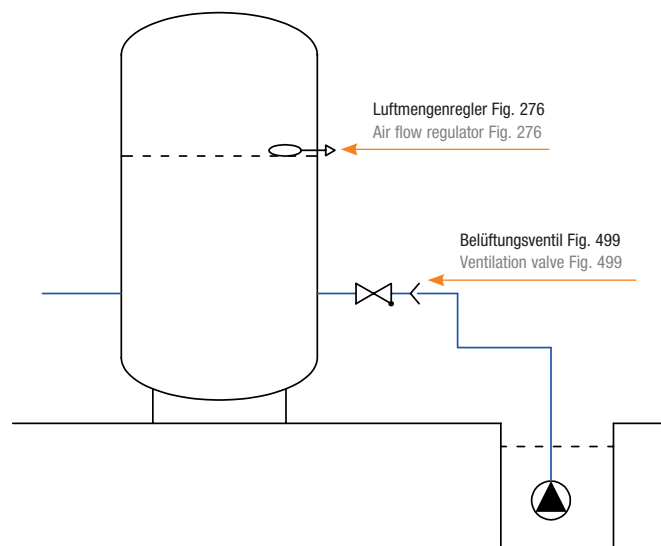 Luftmengenregler Fig. 276
Air flow regulator Fig. 276
Belüftungsventil Fig. 499
Ventilation valve Fig. 499